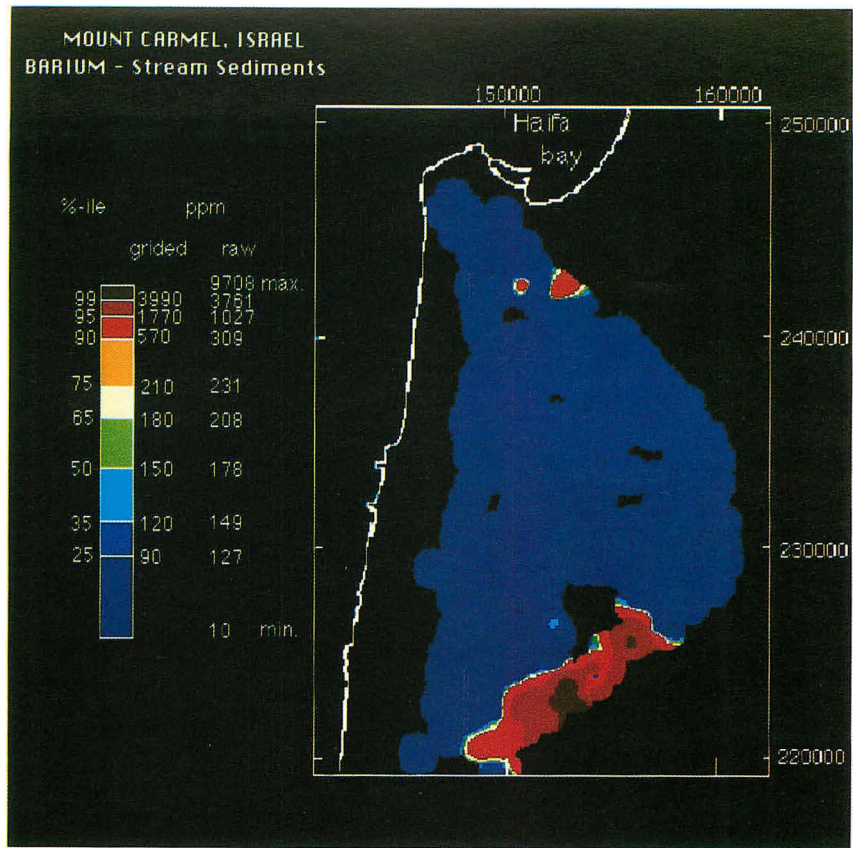 MOUNT CARMEL, ISRAEL
BARIUM - Stream Sediments
150000 160000
Haifa
bay
250000
240000
230000
220000
%-ile ppm
grided raw
9708 max.
99 3990 3761
95 1770 1027
90 570 309
75 210 231
65 180 208
50 150 178
35 120 149
25 90 127
10 min.